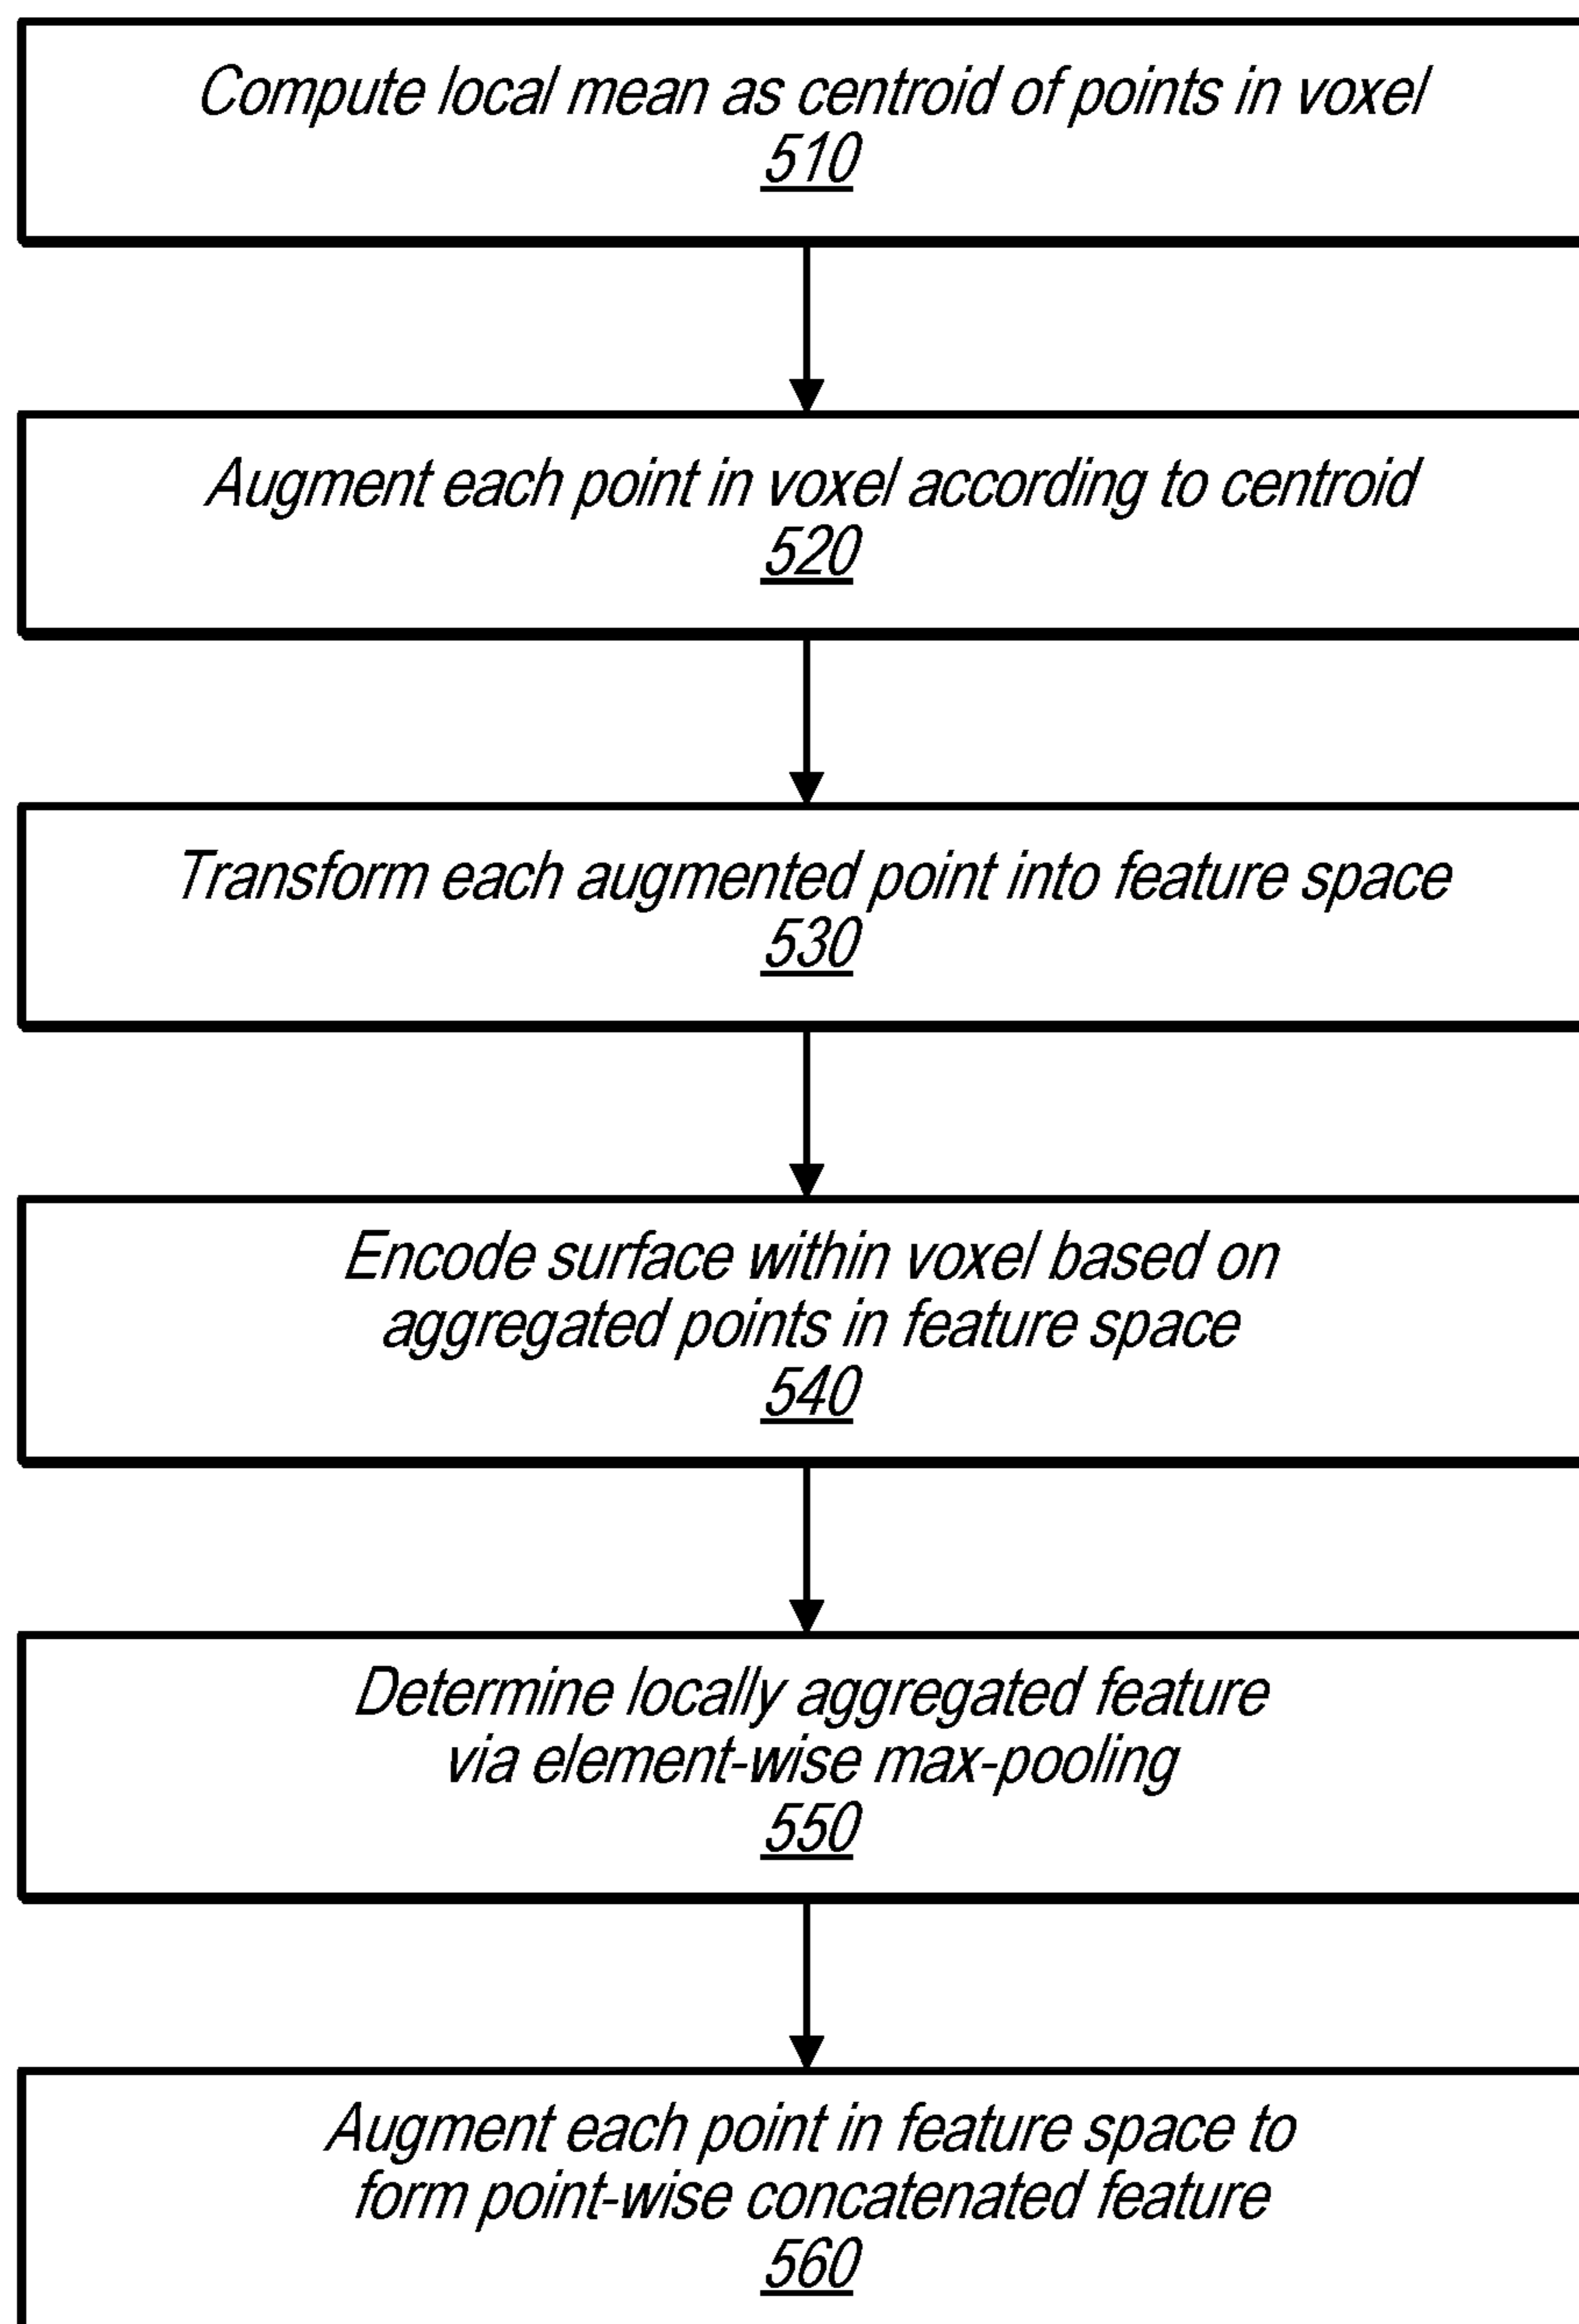 Compute local mean as centroid of points in voxel
510
Augment each point in voxel according to centroid
520
Transform each augmented point into feature space
530
Encode surface within voxel based on
aggregated points in feature space
540
Determine locally aggregated feature
via element-wise max-pooling
550
Augment each point in feature space to
form point-wise concatenated feature
560